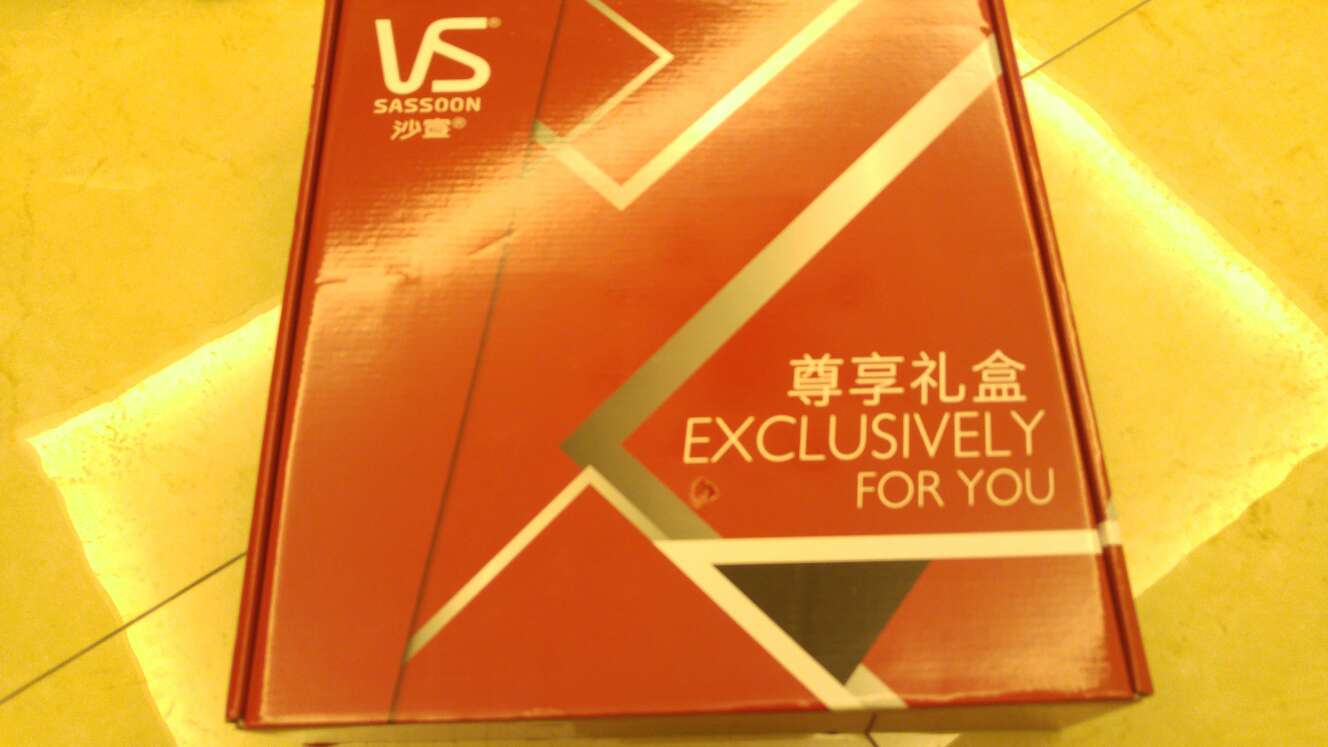 VS®
SASSOON
沙宣®
尊享礼盒
EXCLUSIVELY
FOR YOU